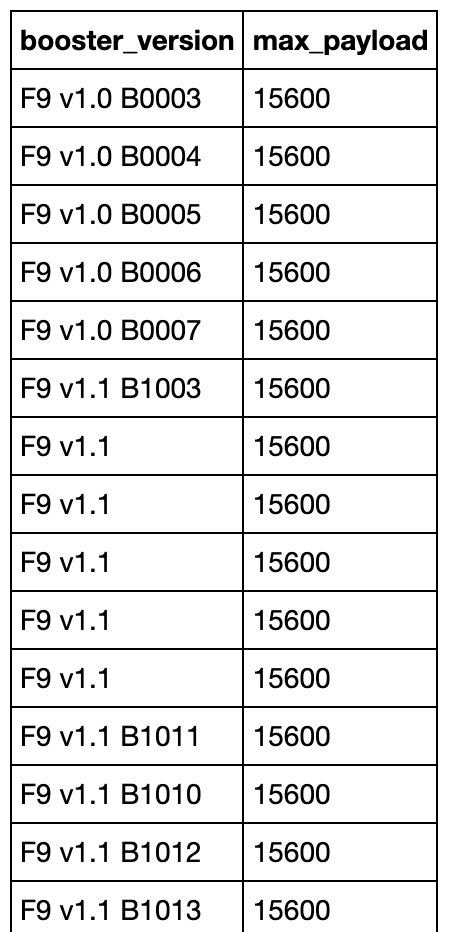 booster_version max_payload
F9 v1.0 B0003 15600
F9 v1.0 B0004 15600
F9 v1.0 B0005 15600
F9 v1.0 B0006 15600
F9 v1.0 B0007 15600
F9 v1.1 B1003 15600
F9 v1.1 15600
F9 v1.1 15600
F9 v1.1 15600
F9 v1.1 15600
F9 v1.1 15600
F9 v1.1 B1011 15600
F9 v1.1 B1010 15600
F9 v1.1 B1012 15600
F9 v1.1 B1013 15600